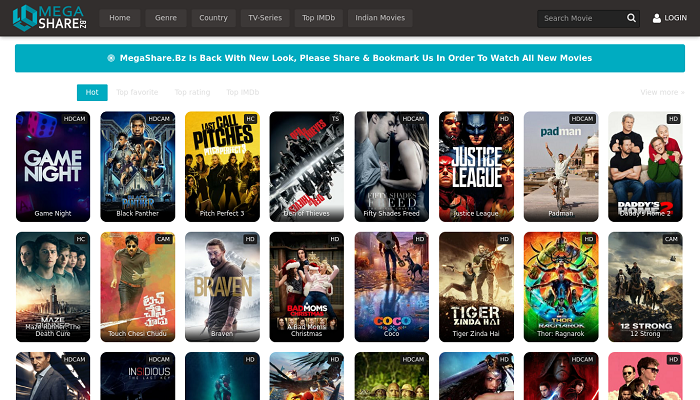 MEGA
SHARE.BZ
Home
Genre
Country
TV-Series
Top IMDb
Indian Movies
Search Movie
LOGIN
MegaShare.Bz Is Back With New Look, Please Share & Bookmark Us In Order To Watch All New Movies
Hot
Top favorite
Top rating
Top IMDb
View more »
HDCAM
GAME
NIGHT
Game Night
HDCAM
Black Panther
HC
LAST CALL
PITCHES
Pitch Perfect 3
TS
Den of Thieves
HDCAM
FIFTY SHADES
FREED
Fifty Shades Freed
HD
JUSTICE
LEAGUE
Justice League
HDCAM
padman
Padman
HD
DADDY'S
HOME 2
Daddy's Home 2
HC
MAZE
Maze Runner: The
Death Cure
CAM
టచ్
చేసి
చూడు
Touch Chesi Chudu
HD
BRAVEN
Braven
HD
BAD MOMS
CHRISTMAS
A Bad Moms
Christmas
HD
COCO
Coco
HD
TIGER
ZINDA HAI
Tiger Zinda Hai
HD
THOR
RAGNAROK
Thor: Ragnarok
CAM
12 STRONG
12 Strong
HDCAM
HDCAM
INSIDIOUS
THE LAST KEY
HD
HD
HDCAM
HD
HDCAM
HD